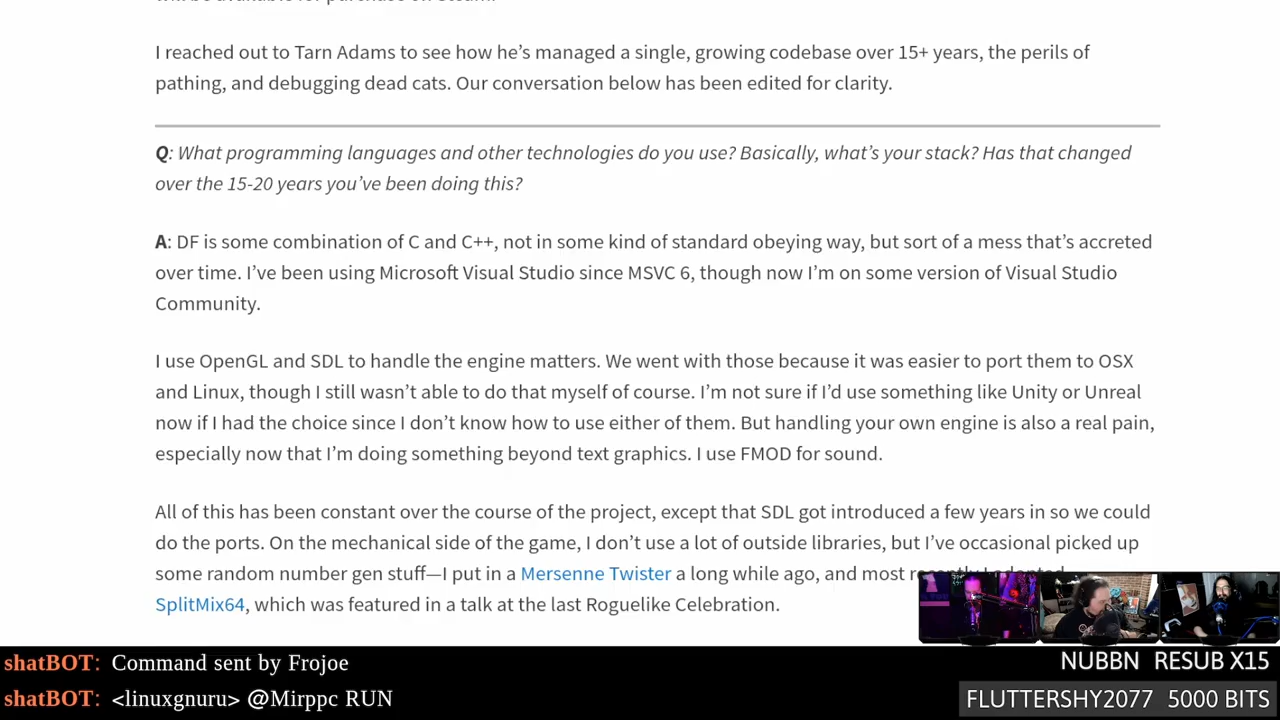 I reached out to Tarn Adams to see how he's managed a single, growing codebase over 15+ years, the perils of
pathing, and debugging dead cats. Our conversation below has been edited for clarity.
Q: What programming languages and other technologies do you use? Basically, what's your stack? Has that changed
over the 15-20 years you've been doing this?
A: DF is some combination of C and C++, not in some kind of standard obeying way, but sort of a mess that's accreted
over time. I've been using Microsoft Visual Studio since MSVC 6, though now I'm on some version of Visual Studio
Community.
I use OpenGL and SDL to handle the engine matters. We went with those because it was easier to port them to OSX
and Linux, though I still wasn't able to do that myself of course. I'm not sure if I'd use something like Unity or Unreal
now if I had the choice since I don't know how to use either of them. But handling your own engine is also a real pain,
especially now that I'm doing something beyond text graphics. I use FMOD for sound.
All of this has been constant over the course of the project, except that SDL got introduced a few years in so we could
do the ports. On the mechanical side of the game, I don't use a lot of outside libraries, but I've occasional picked up
some random number gen stuff—I put in a Mersenne Twister a long while ago, and most recently I adopted
SplitMix64, which was featured in a talk at the last Roguelike Celebration.
shatBOT: Command sent by Frojoe
NUBBN RESUB X15
shatBOT: <linuxgnuru> @Mirppc RUN
FLUTTERSHY2077 5000 BITS